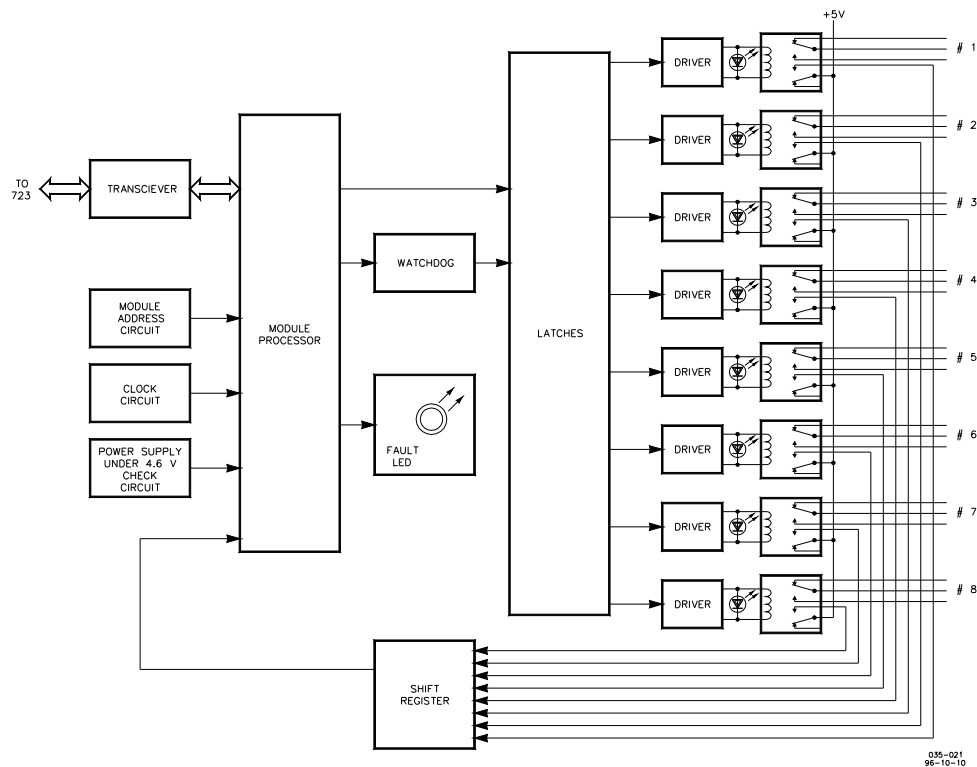 +5V
DRIVER
# 1
DRIVER
# 2
TO
723
TRANSCIEVER
DRIVER
# 3
WATCHDOG
DRIVER
# 4
MODULE
ADDRESS
CIRCUIT
MODULE
PROCESSOR
LATCHES
DRIVER
# 5
CLOCK
CIRCUIT
FAULT
LED
DRIVER
# 6
POWER SUPPLY
UNDER 4.6 V
CHECK
CIRCUIT
DRIVER
# 7
DRIVER
# 8
SHIFT
REGISTER
035-021
96-10-10